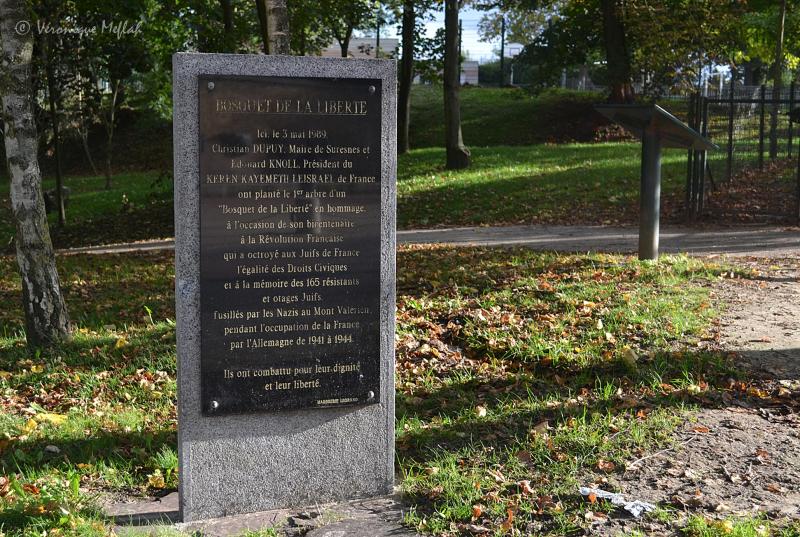 © Véronique Meflah
BOSQUET DE LA LIBERTÉ
Ici, le 3 mai 1989,
Christian DUPUY, Maire de Suresnes et
Edouard KNOLL, Président du
KEREN KAYEMETH LEISRAEL de France
ont planté le 1er arbre d'un
"Bosquet de la Liberté" en hommage,
à l'occasion de son bicentenaire
à la Révolution Française
qui a octroyé aux Juifs de France
l'égalité des Droits Civiques
et à la mémoire des 165 résistants
et otages Juifs,
fusillés par les Nazis au Mont Valérien,
pendant l'occupation de la France
par l'Allemagne de 1941 à 1944.
Ils ont combattu pour leur dignité
et leur liberté.